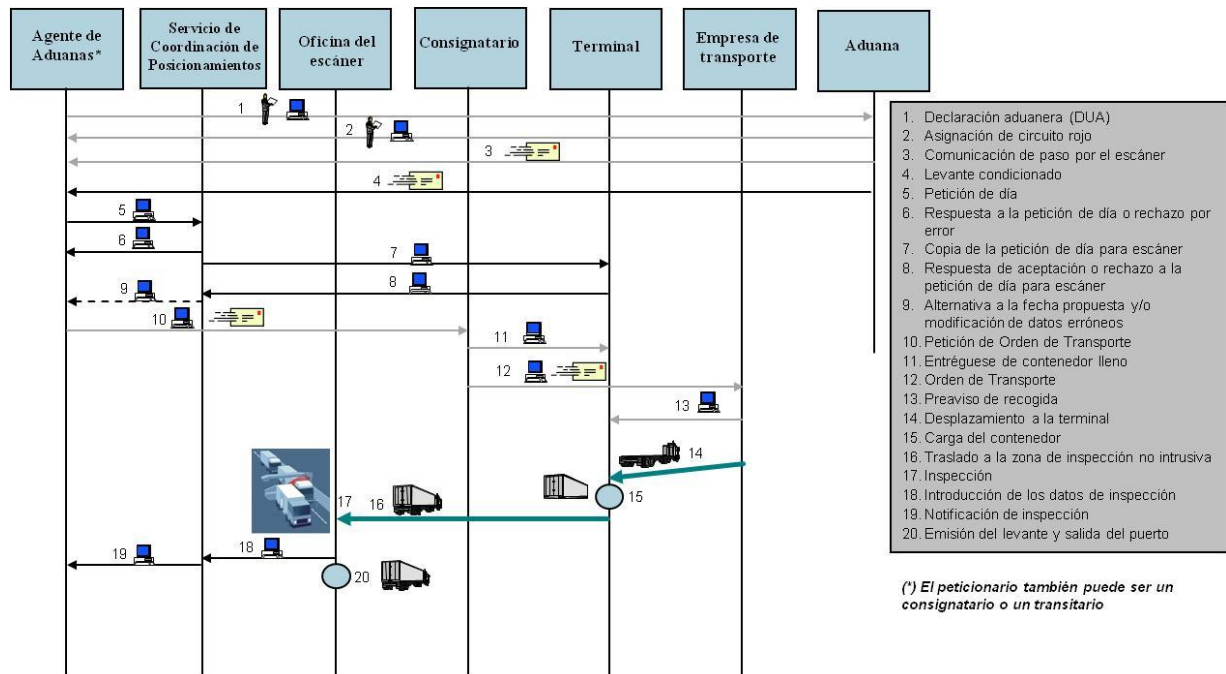 Agente de
Aduanas*
Servicio de
Coordinación de
Posicionamientos
Oficina del
escáner
Consignatario
Terminal
Empresa de
transporte
Aduana
1
2
3
4
5
6
7
8
9
10
11
12
13
14
15
16
17
18
19
20
1. Declaración aduanera (DUA)
2. Asignación de circuito rojo
3. Comunicación de paso por el escáner
4. Levante condicionado
5. Petición de día
6. Respuesta a la petición de día o rechazo por
error
7. Copia de la petición de día para escáner
8. Respuesta de aceptación o rechazo a la
petición de día para escáner
9. Alternativa a la fecha propuesta y/o
modificación de datos erróneos
10. Petición de Orden de Transporte
11. Entréguese de contenedor lleno
12. Orden de Transporte
13. Preaviso de recogida
14. Desplazamiento a la terminal
15. Carga del contenedor
16. Traslado a la zona de inspección no intrusiva
17. Inspección
18. Introducción de los datos de inspección
19. Notificación de inspección
20. Emisión del levante y salida del puerto
(*) El peticionario también puede ser un
consignatario o un transitario